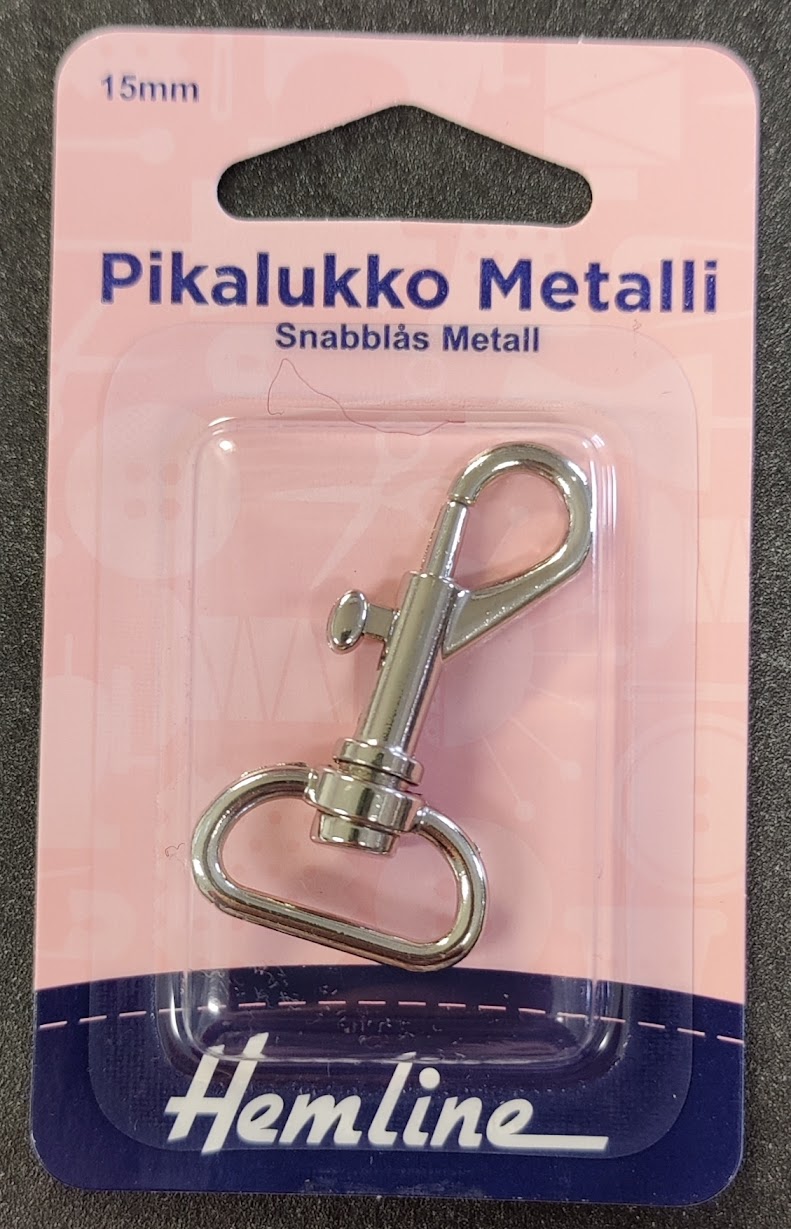 15mm
Pikalukko Metalli
Snabblås Metall
Hemline